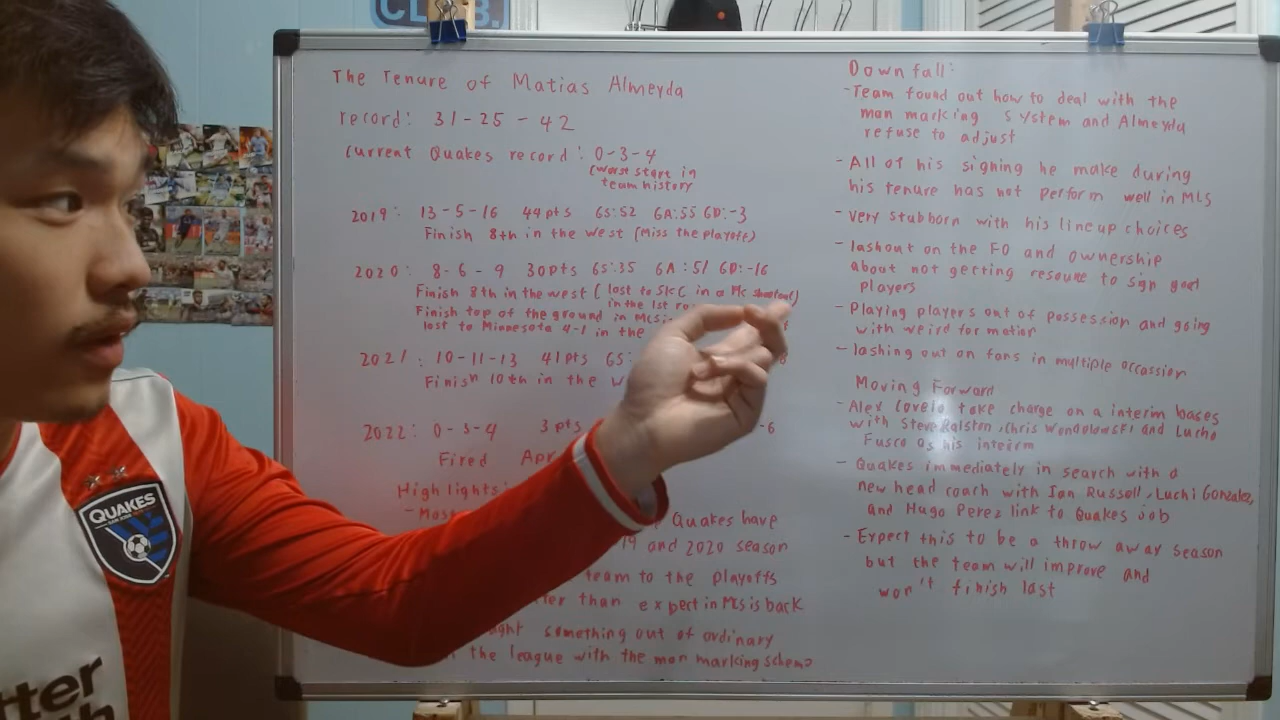 CLUB.
The Tenure of Matias Almeyda
record: 31-25-42
Current Quakes record: 0-3-4
(worst start in
team history
2019: 13-5-16 44pts GS:52 GA:55 GD:-3
Finish 8th in the west (Miss the playoff)
2020: 8-6-9 30pts GS:35 GA:51 GD:-16
Finish 8th in the west (lost to SKC in a
in the 1st
Finish top of the ground in MLS
lost to Minnesota 4-1 in the
2021: 10-11-13 41pts GS:
Finish 10th in the
2022: 0-3-4 3pts -6
Fired
Highlights:
Quakes have
and 2020 season
team to the playoffs
than expect in MLS is back
something out of ordinary
the league with the man marking scheme
Downfall:
-Team found out how to deal with the
man marking system and Almeyda
refuse to adjust
-All of his signing he make during
his tenure has not perform well in MLS
-very stubborn with his lineup choices
-lashout on the FO and ownership
about not getting resoure to sign good
players
-Playing players out of possession and going
with weird formation
-lashing out on fans in multiple occassion
Moving Forward
-Alex Covelo take charge on a interim bases
with Steve Ralston, Chris Wondolowski and Lucho
Fusco as his interim
-Quakes immediately in search with a
new head coach with Ian Russell, Luchi Gonzalez,
and Hugo Perez link to Quakes job
-Expect this to be a throw away season
but the team will improve and
won't finish last
QUAKES